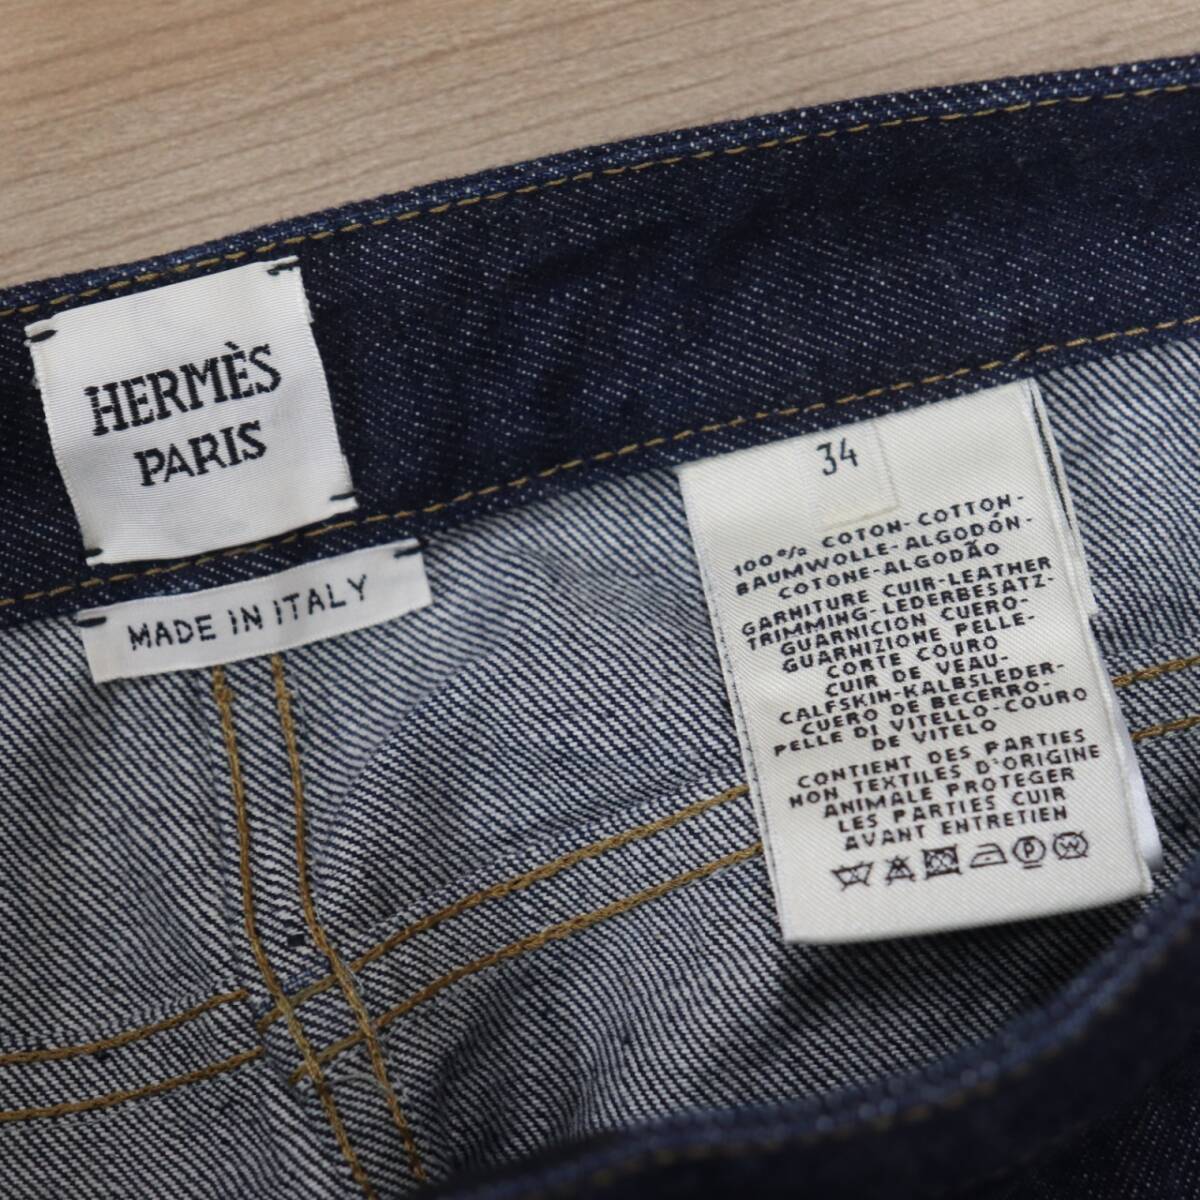 HERMÈS
PARIS
MADE IN ITALY
34
100% COTON-COTTON-
BAUMWOLLE-ALGODÓN-
COTONE-ALGODÃO
GARNITURE CUIR-LEATHER
TRIMMING-LEDERBESATZ-
GUARNICION CUERO-
GUARNIZIONE PELLE-
CORTE COURO
CUIR DE VEAU-
CALFSKIN-KALBSLEDER-
CUERO DE BECERRO-
PELLE DI VITELLO-COURO
DE VITELO
CONTIENT DES PARTIES
NON TEXTILES D'ORIGINE
ANIMALE PROTEGER
LES PARTIES CUIR
AVANT ENTRETIEN
P W